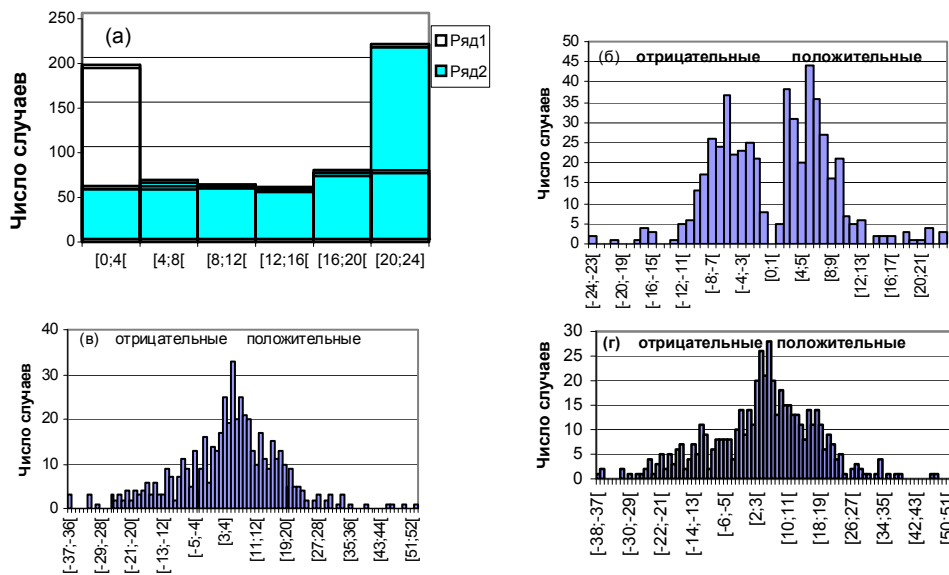 (а)
250
200
150
100
50
0
Число случаев
[0;4[ [4;8[ [8;12[ [12;16[ [16;20[ [20;24]
Ряд1
Ряд2
(б) отрицательные положительные
50
45
40
35
30
25
20
15
10
5
0
Число случаев
[-24;-23[ [-20;-19[ [-16;-15[ [-12;-11[ [-8;-7[ [-4;-3[ [0;1[ [4;5[ [8;9[ [12;13[ [16;17[ [20;21[
(в) отрицательные положительные
40
30
20
10
0
Число случаев
[-37;-36[ [-29;-28[ [-21;-20[ [-13;-12[ [-5;-4[ [3;4[ [11;12[ [19;20[ [27;28[ [35;36[ [43;44[ [51;52[
(г) отрицательные положительные
30
25
20
15
10
5
0
Число случаев
[-38;-37[ [-30;-29[ [-22;-21[ [-14;-13[ [-6;-5[ [2;3[ [10;11[ [18;19[ [26;27[ [34;35[ [42;43[ [50;51[